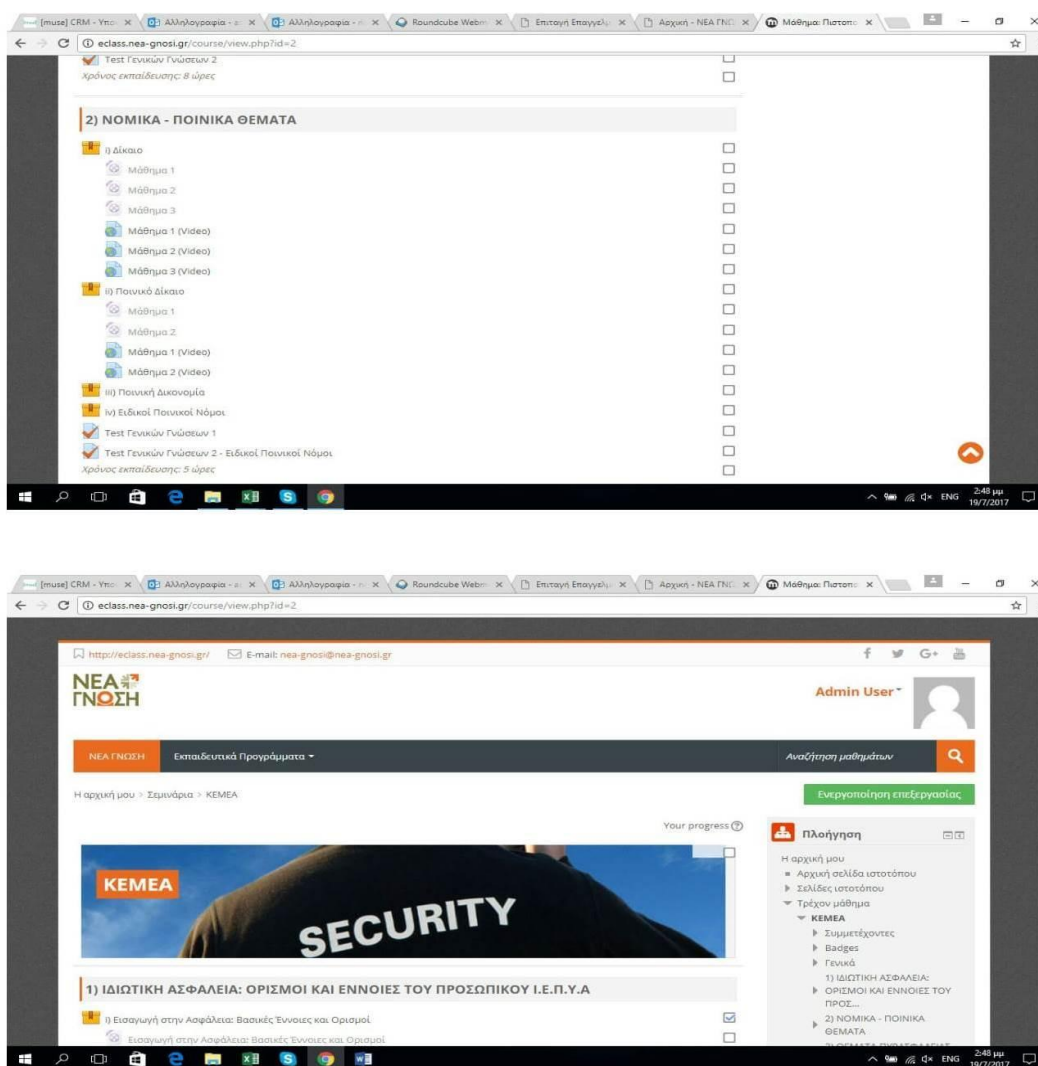 [muse] CRM - Υπο
Αλληλογραφία - a
Αλληλογραφία - n
Roundcube Webm
Επιταγή Επαγγελμ
Αρχική - ΝΕΑ ΓΝΩ
Μάθημα: Πιστοπο
eclass.nea-gnosi.gr/course/view.php?id=2
Test Γενικών Γνώσεων 2
Χρόνος εκπαίδευσης: 8 ώρες
2) ΝΟΜΙΚΑ - ΠΟΙΝΙΚΑ ΘΕΜΑΤΑ
i) Δίκαιο
Μάθημα 1
Μάθημα 2
Μάθημα 3
Μάθημα 1 (Video)
Μάθημα 2 (Video)
Μάθημα 3 (Video)
ii) Ποινικό Δίκαιο
Μάθημα 1
Μάθημα 2
Μάθημα 1 (Video)
Μάθημα 2 (Video)
iii) Ποινική Δικονομία
iv) Ειδικοί Ποινικοί Νόμοι
Test Γενικών Γνώσεων 1
Test Γενικών Γνώσεων 2 - Ειδικοί Ποινικοί Νόμοι
Χρόνος εκπαίδευσης: 5 ώρες
ENG
2:48 μμ
19/7/2017
[muse] CRM - Υπο
Αλληλογραφία - a
Αλληλογραφία - n
Roundcube Webm
Επιταγή Επαγγελμ
Αρχική - ΝΕΑ ΓΝΩ
Μάθημα: Πιστοπο
eclass.nea-gnosi.gr/course/view.php?id=2
http://eclass.nea-gnosi.gr/ E-mail: nea-gnosi@nea-gnosi.gr
ΝΕΑ
ΓΝΩΣΗ
Admin User
ΝΕΑ ΓΝΩΣΗ Εκπαιδευτικά Προγράμματα Αναζήτηση μαθημάτων
Η αρχική μου > Σεμινάρια > ΚΕΜΕΑ
Ενεργοποίηση επεξεργασίας
Your progress
ΚΕΜΕΑ
SECURITY
1) ΙΔΙΩΤΙΚΗ ΑΣΦΑΛΕΙΑ: ΟΡΙΣΜΟΙ ΚΑΙ ΕΝΝΟΙΕΣ ΤΟΥ ΠΡΟΣΩΠΙΚΟΥ Ι.Ε.Π.Υ.Α
i) Εισαγωγή στην Ασφάλεια: Βασικές Έννοιες και Ορισμοί
Εισαγωγή στην Ασφάλεια: Βασικές Έννοιες και Ορισμοί
Πλοήγηση
Η αρχική μου
Αρχική σελίδα ιστοτόπου
Σελίδες ιστοτόπου
Τρέχον μάθημα
ΚΕΜΕΑ
Συμμετέχοντες
Badges
Γενικά
1) ΙΔΙΩΤΙΚΗ ΑΣΦΑΛΕΙΑ:
ΟΡΙΣΜΟΙ ΚΑΙ ΕΝΝΟΙΕΣ ΤΟΥ
ΠΡΟΣ...
2) ΝΟΜΙΚΑ - ΠΟΙΝΙΚΑ
ΘΕΜΑΤΑ
ENG
2:48 μμ
19/7/2017